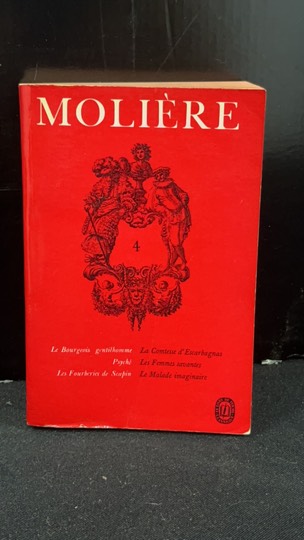 MOLIÈRE
4
Le Bourgeois gentilhomme La Comtesse d'Escarbagnas
Psyché Les Femmes savantes
Les Fourberies de Scapin Le Malade imaginaire